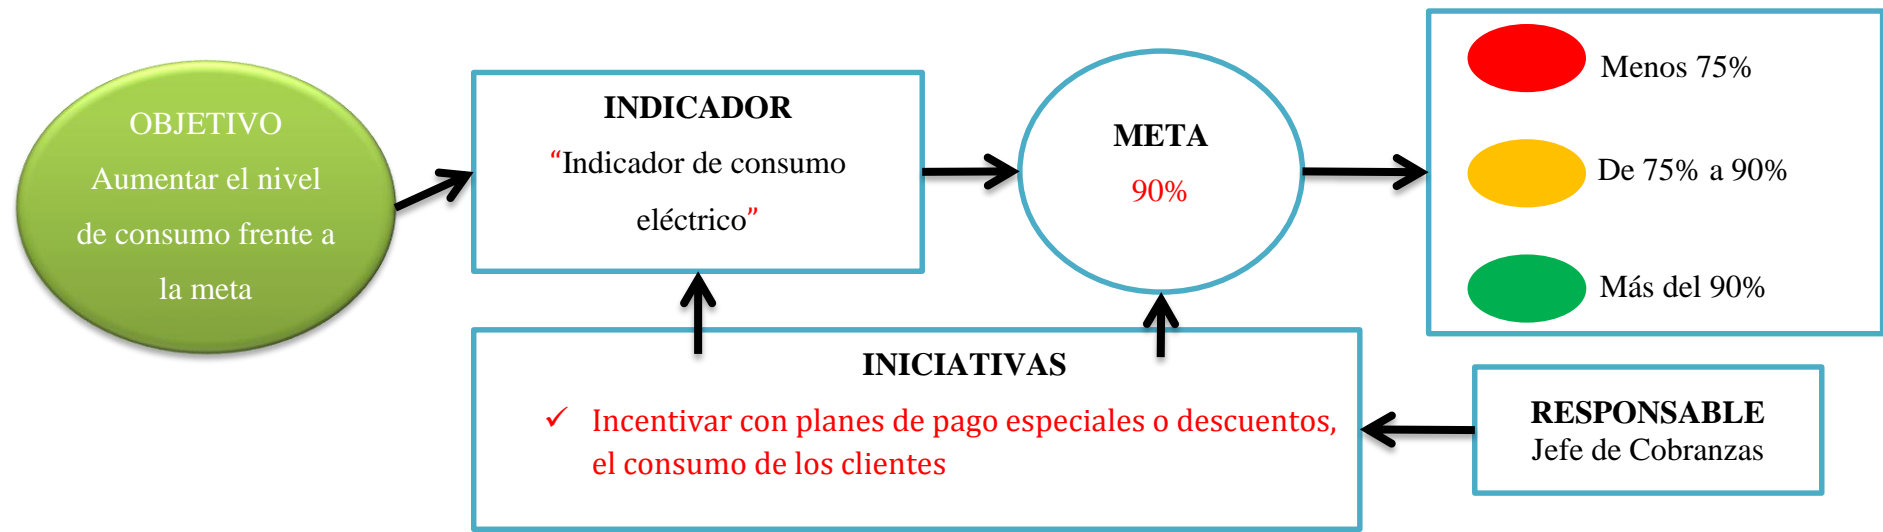 OBJETIVO
Aumentar el nivel
de consumo frente a
la meta
INDICADOR
“Indicador de consumo
eléctrico”
META
90%
Menos 75%
De 75% a 90%
Más del 90%
INICIATIVAS
✓ Incentivar con planes de pago especiales o descuentos,
el consumo de los clientes
RESPONSABLE
Jefe de Cobranzas